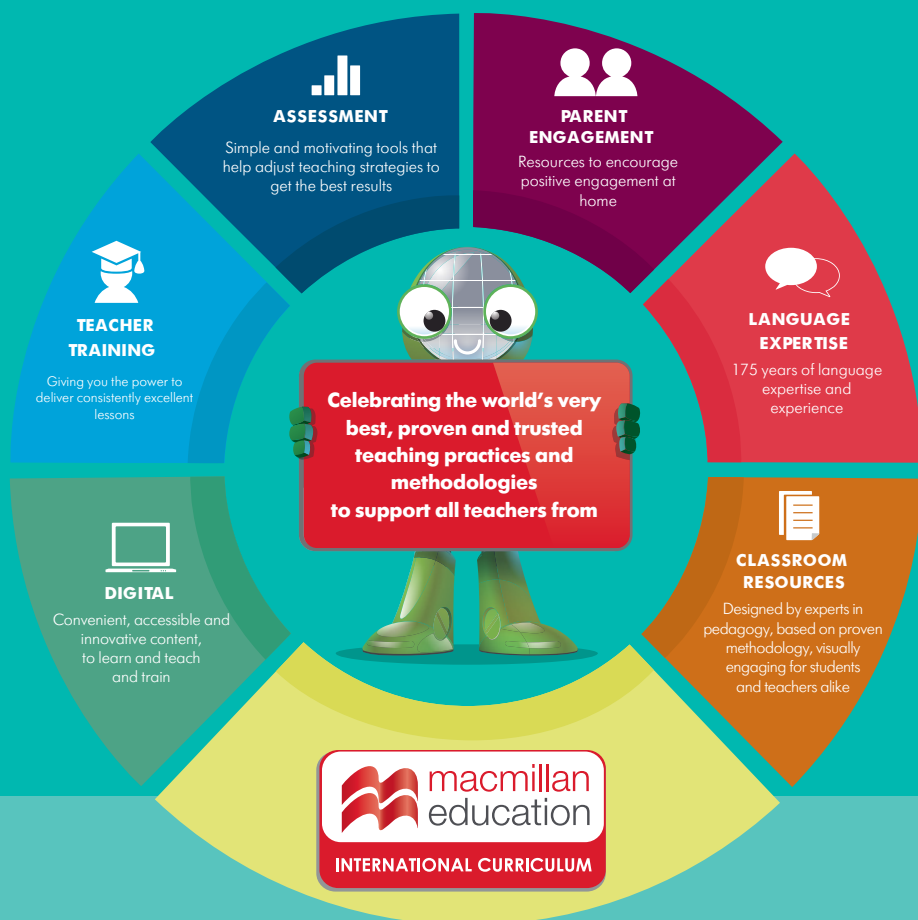 ASSESSMENT
Simple and motivating tools that
help adjust teaching strategies to
get the best results
PARENT
ENGAGEMENT
Resources to encourage
positive engagement at
home
TEACHER
TRAINING
Giving you the power to
deliver consistently excellent
lessons
LANGUAGE
EXPERTISE
175 years of language
expertise and
experience
Celebrating the world's very
best, proven and trusted
teaching practices and
methodologies
to support all teachers from
DIGITAL
Convenient, accessible and
innovative content,
to learn and teach
and train
CLASSROOM
RESOURCES
Designed by experts in
pedagogy, based on proven
methodology, visually
engaging for students
and teachers alike
macmillan
education
INTERNATIONAL CURRICULUM